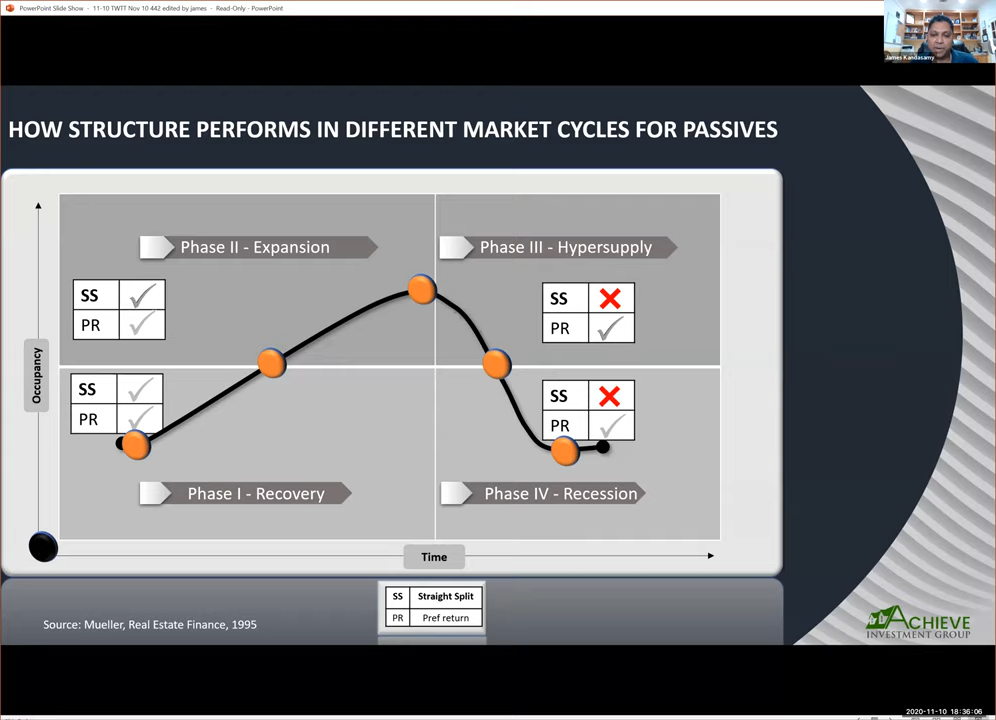 PowerPoint Slide Show - 11-10 TWTT Nov 10 442 edited by james - Read-Only - PowerPoint
James Kandasamy
HOW STRUCTURE PERFORMS IN DIFFERENT MARKET CYCLES FOR PASSIVES
Phase II - Expansion
Phase III - Hypersupply
SS
PR
SS
PR
Occupancy
SS
PR
SS
PR
Phase I - Recovery
Phase IV - Recession
Time
SS Straight Split
PR Pref return
Source: Mueller, Real Estate Finance, 1995
ACHIEVE
INVESTMENT GROUP
2020-11-10 18:36:06